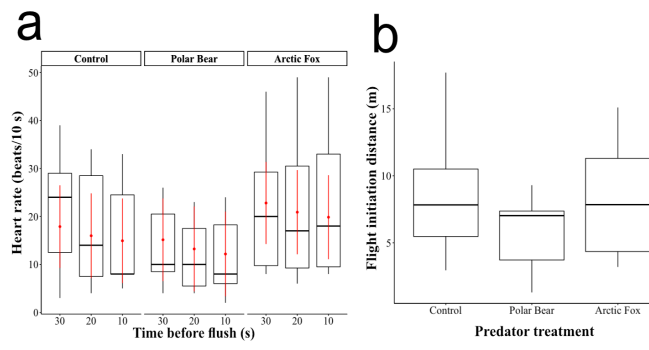 a
Control Polar Bear Arctic Fox
50
40
30
20
10
0
Heart rate (beats/10 s)
30 20 10 30 20 10 30 20 10
Time before flush (s)
b
15
10
5
Flight initiation distance (m)
Control Polar Bear Arctic Fox
Predator treatment